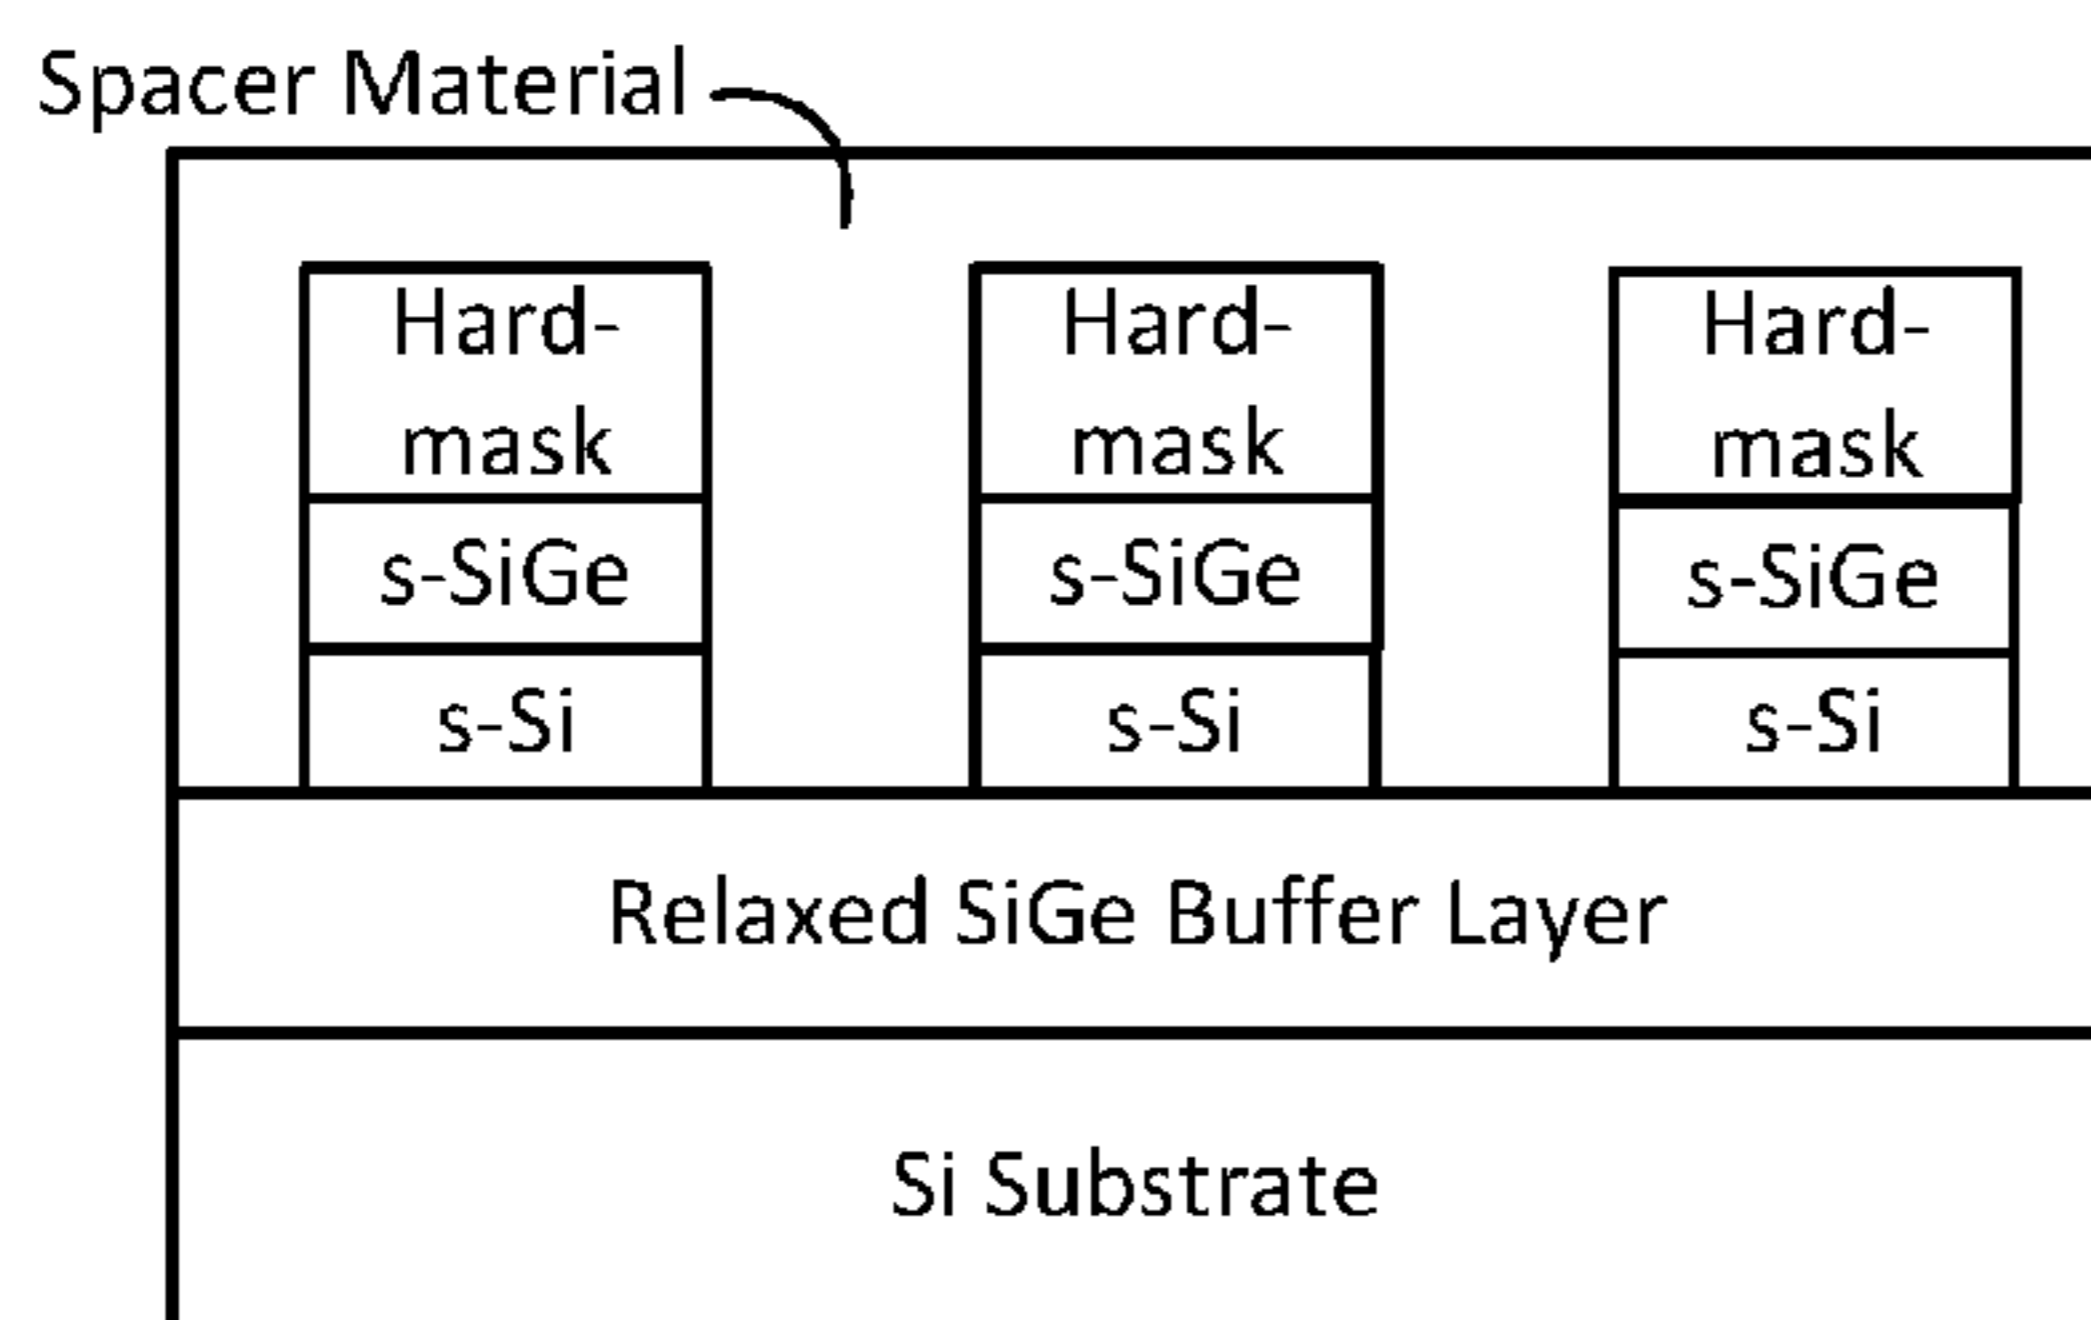 Spacer Material
Hard-
mask
Hard-
mask
Hard-
mask
s-SiGe
s-SiGe
s-SiGe
s-Si
s-Si
s-Si
Relaxed SiGe Buffer Layer
Si Substrate